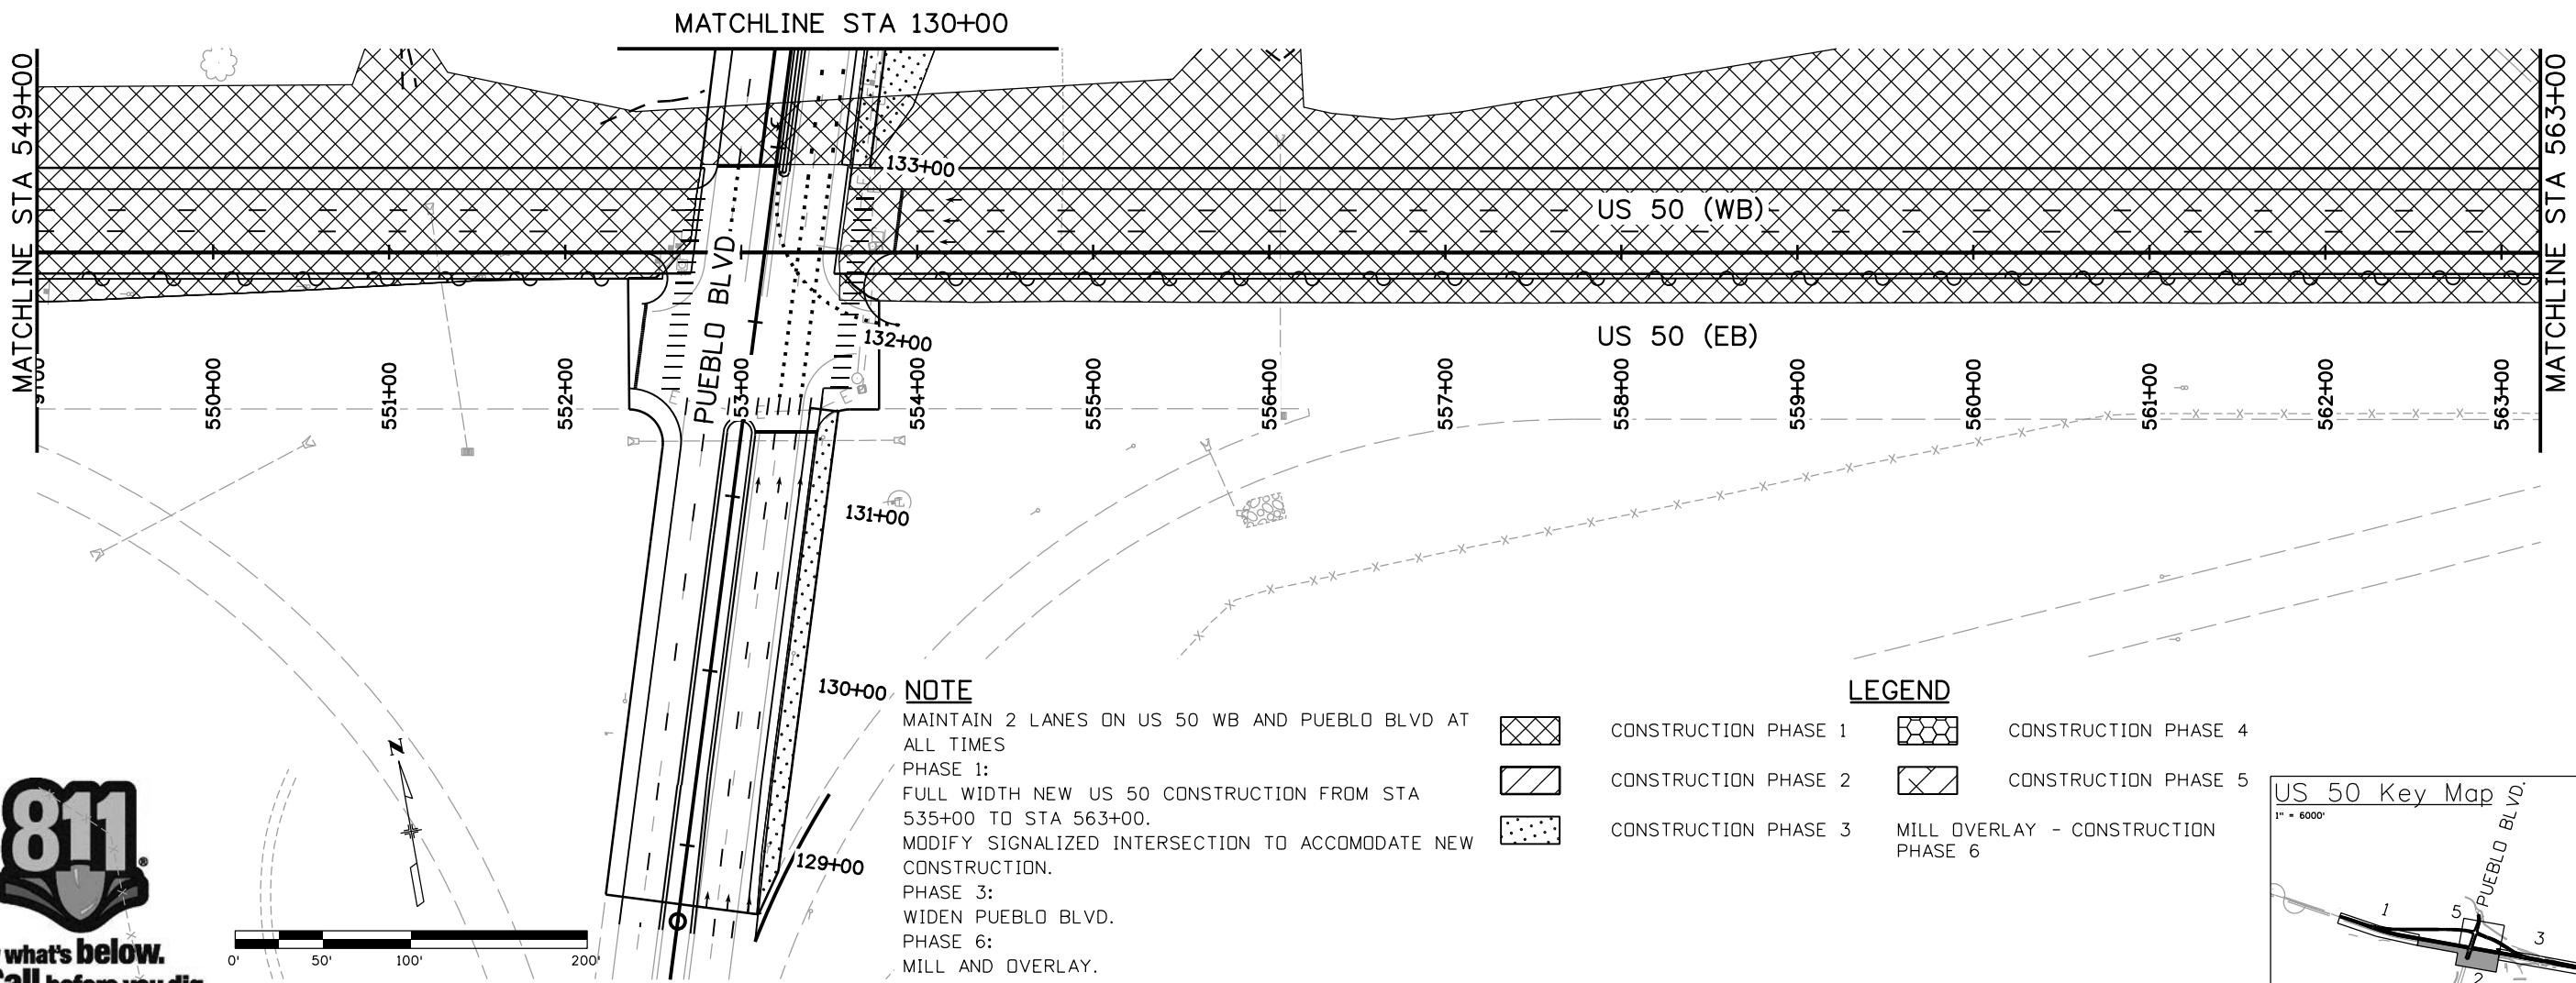 MATCHLINE STA 130+00
MATCHLINE STA 549+00
MATCHLINE STA 563+00
133+00
US 50 (WB)
PUEBLO BLVD
132+00
US 50 (EB)
550+00
551+00
552+00
53+00
554+00
555+00
556+00
557+00
558+00
559+00
560+00
561+00
562+00
563+00
131+00
130+00
129+00
N
NOTE
MAINTAIN 2 LANES ON US 50 WB AND PUEBLO BLVD AT
ALL TIMES
PHASE 1:
FULL WIDTH NEW US 50 CONSTRUCTION FROM STA
535+00 TO STA 563+00.
MODIFY SIGNALIZED INTERSECTION TO ACCOMODATE NEW
CONSTRUCTION.
PHASE 3:
WIDEN PUEBLO BLVD.
PHASE 6:
MILL AND OVERLAY.
LEGEND
CONSTRUCTION PHASE 1
CONSTRUCTION PHASE 2
CONSTRUCTION PHASE 3
CONSTRUCTION PHASE 4
CONSTRUCTION PHASE 5
MILL OVERLAY - CONSTRUCTION
PHASE 6
811
what's below.
Call before you dig
0' 50' 100' 200'
US 50 Key Map
1" = 6000'
PUEBLO BLVD.
1
5
3
2